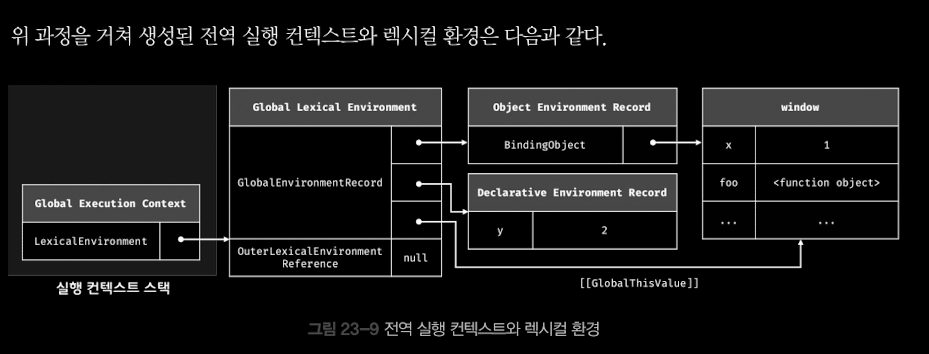 위 과정을 거쳐 생성된 전역 실행 컨텍스트와 렉시컬 환경은 다음과 같다.
Global Lexical Environment
Object Environment Record
window
BindingObject
x
1
GlobalEnvironmentRecord
foo
<function object>
Declarative Environment Record
Global Execution Context
y
2
...
...
LexicalEnvironment
OuterLexicalEnvironment
Reference
null
실행 컨텍스트 스택
[[GlobalThisValue]]
그림 23-9 전역 실행 컨텍스트와 렉시컬 환경